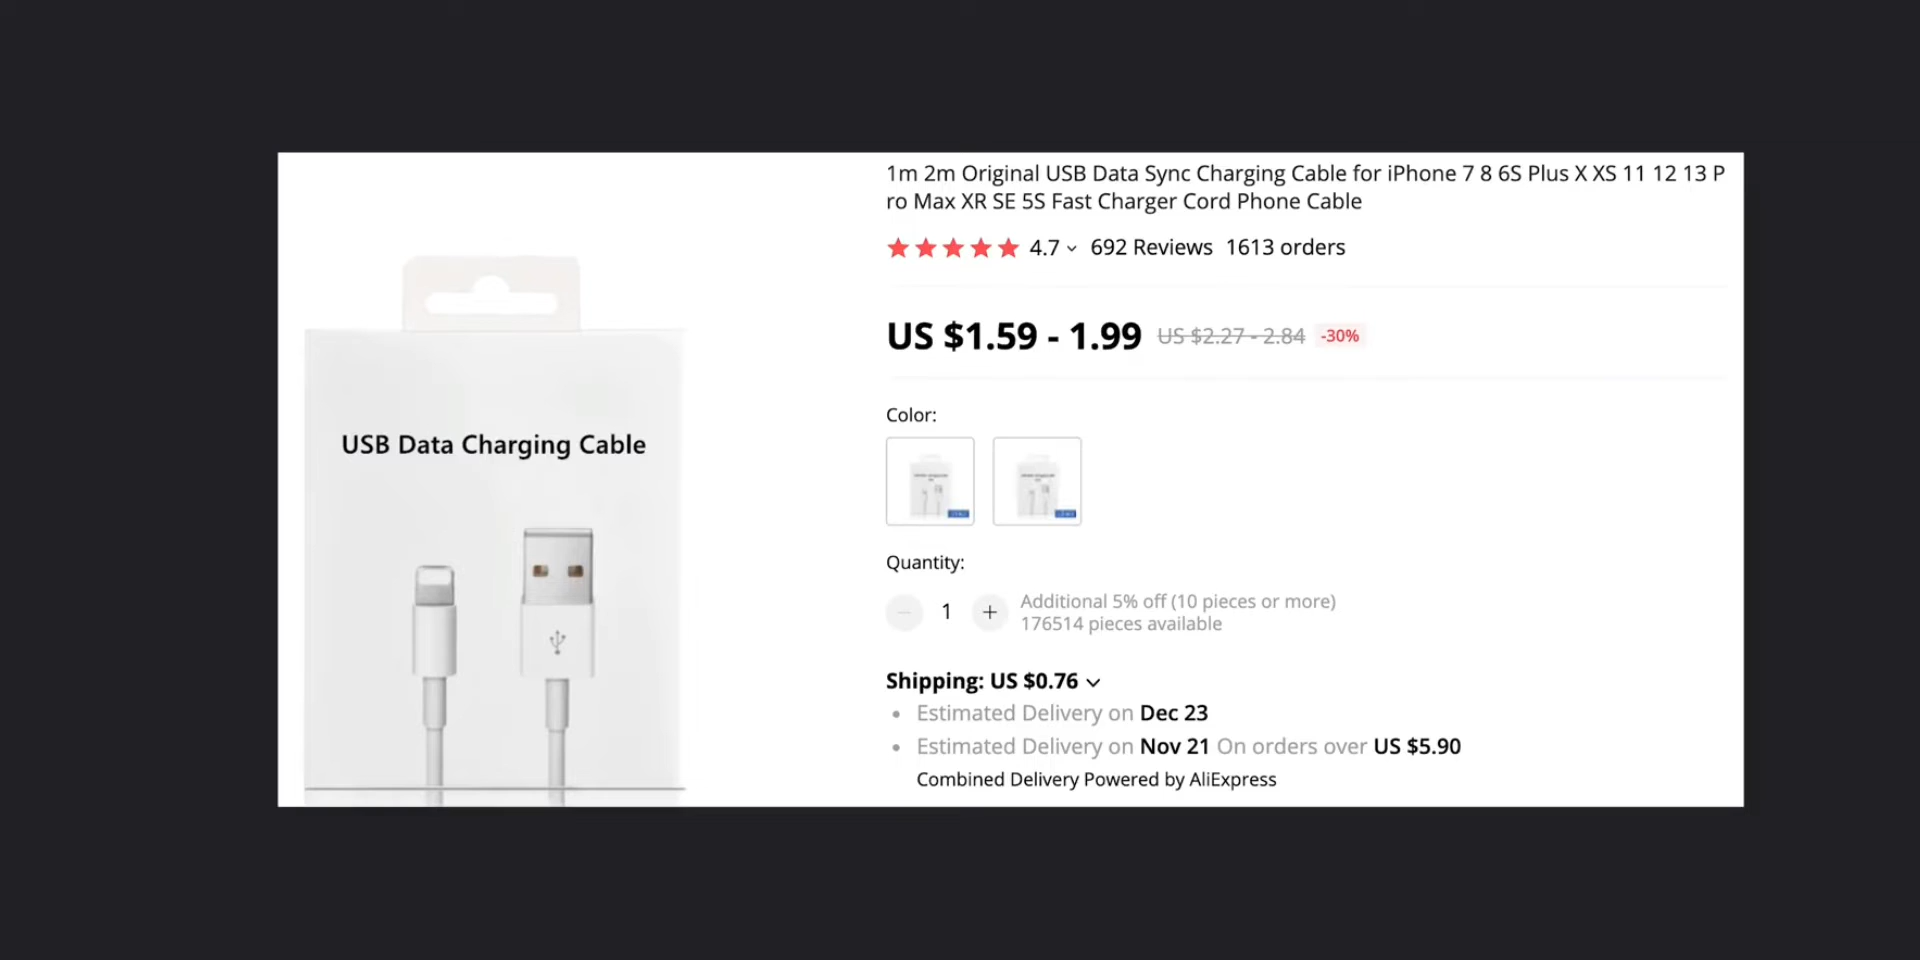 1m 2m Original USB Data Sync Charging Cable for iPhone 7 8 6S Plus X XS 11 12 13 P
ro Max XR SE 5S Fast Charger Cord Phone Cable
4.7 692 Reviews 1613 orders
US $1.59 - 1.99 US $2.27 - 2.84 -30%
USB Data Charging Cable
Color:
Quantity:
1
Additional 5% off (10 pieces or more)
176514 pieces available
Shipping: US $0.76
Estimated Delivery on Dec 23
Estimated Delivery on Nov 21 On orders over US $5.90
Combined Delivery Powered by AliExpress